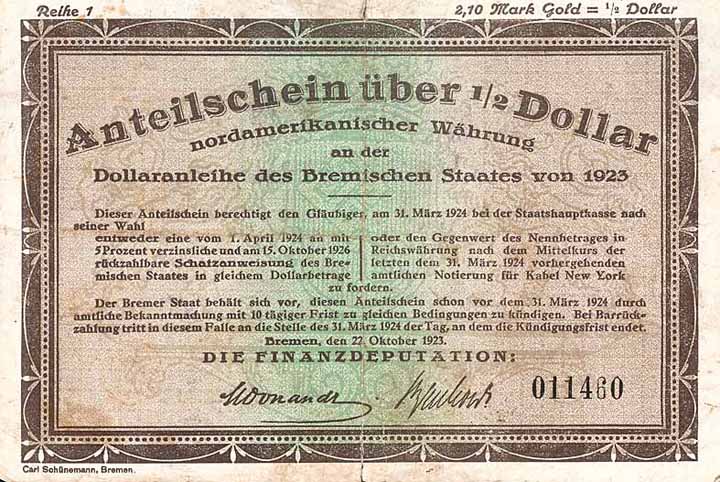 Reihe 1
2,10 Mark Gold = 1/2 Dollar
Anteilschein über 1/2 Dollar
nordamerikanischer Währung
an der
Dollaranleihe des Bremischen Staates von 1923
Dieser Anteilschein berechtigt den Gläubiger, am 31. März 1924 bei der Staatshauptkasse nach
seiner Wahl
entweder eine vom 1. April 1924 an mit
5 Prozent verzinsliche und am 15. Oktober 1926
rückzahlbare Schatzanweisung des Bre-
mischen Staates in gleichem Dollarbetrage
oder den Gegenwert des Nennbetrages in
Reichswährung nach dem Mittelkurs der
letzten dem 31. März 1924 vorhergehenden
amtlichen Notierung für Kabel New York
zu fordern.
Der Bremer Staat behält sich vor, diesen Anteilschein schon vor dem 31. März 1924 durch
amtliche Bekanntmachung mit 10 tägiger Frist zu gleichen Bedingungen zu kündigen. Bei Barrück-
zahlung tritt in diesem Falle an die Stelle des 31. März 1924 der Tag, an dem die Kündigungsfrist endet.
Bremen, den 22. Oktober 1923.
DIE FINANZDEPUTATION:
011460
Carl Schünemann, Bremen.